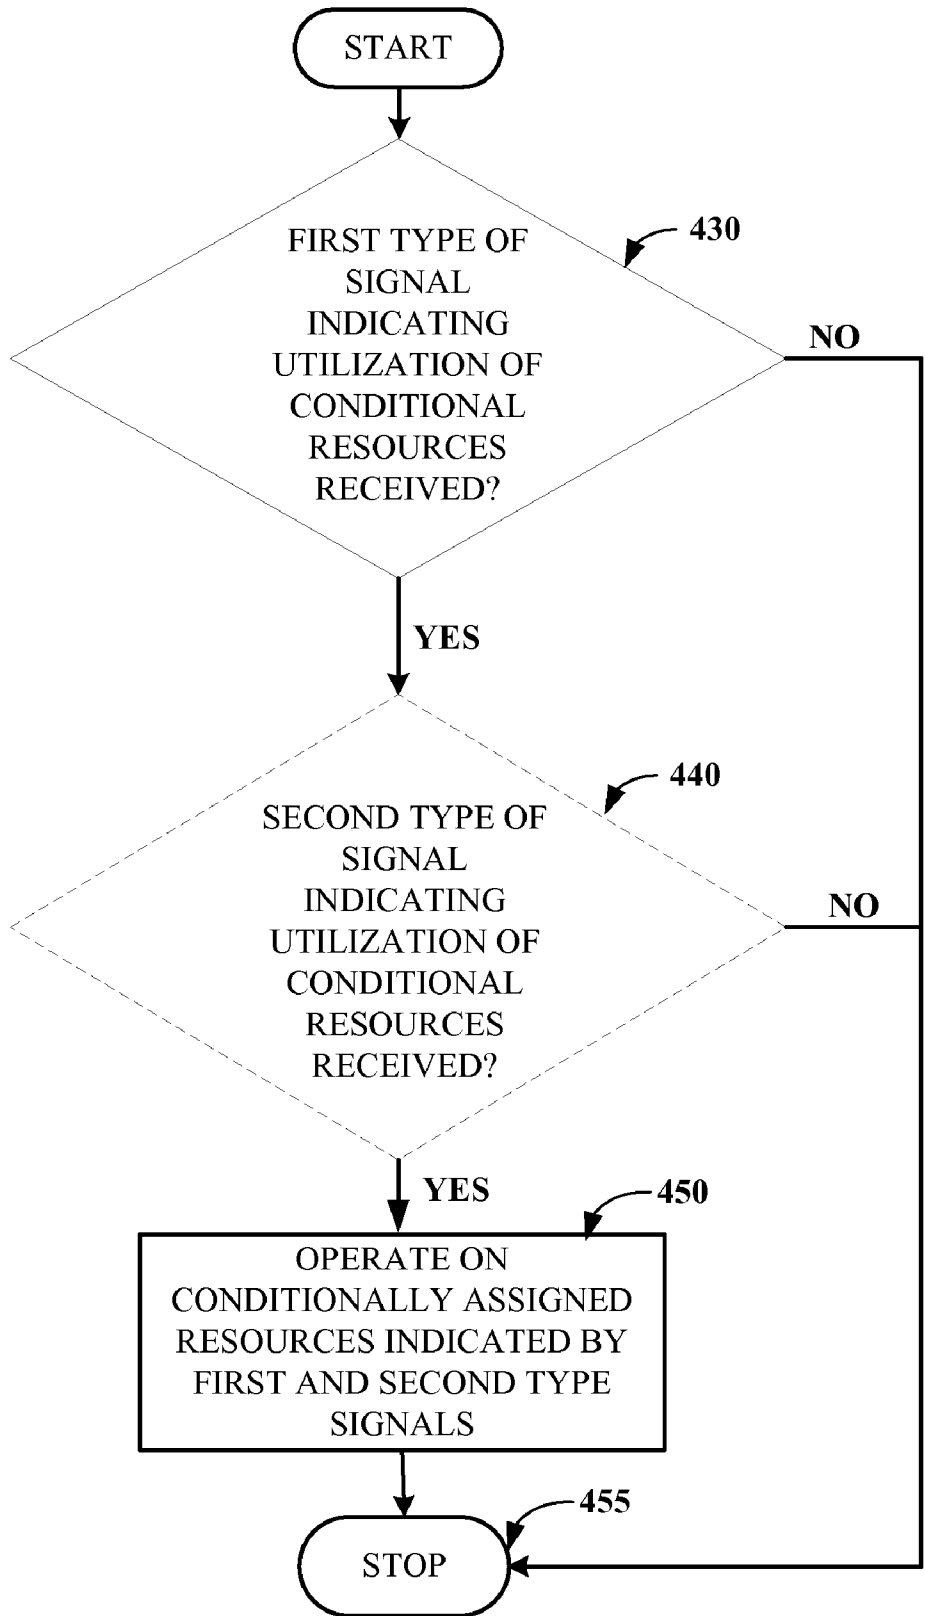 START
430
FIRST TYPE OF
SIGNAL
INDICATING
UTILIZATION OF
CONDITIONAL
RESOURCES
RECEIVED?
NO
YES
440
SECOND TYPE OF
SIGNAL
INDICATING
UTILIZATION OF
CONDITIONAL
RESOURCES
RECEIVED?
NO
YES
450
OPERATE ON
CONDITIONALLY ASSIGNED
RESOURCES INDICATED BY
FIRST AND SECOND TYPE
SIGNALS
455
STOP